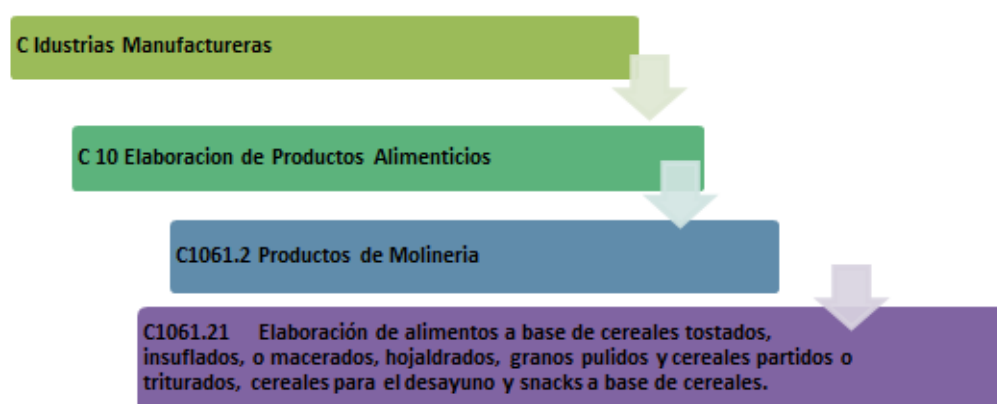 C Idustrias Manufactureras
C 10 Elaboracion de Productos Alimenticios
C1061.2 Productos de Molineria
C1061.21 Elaboración de alimentos a base de cereales tostados,
insuflados, o macerados, hojaldrados, granos pulidos y cereales partidos o
triturados, cereales para el desayuno y snacks a base de cereales.